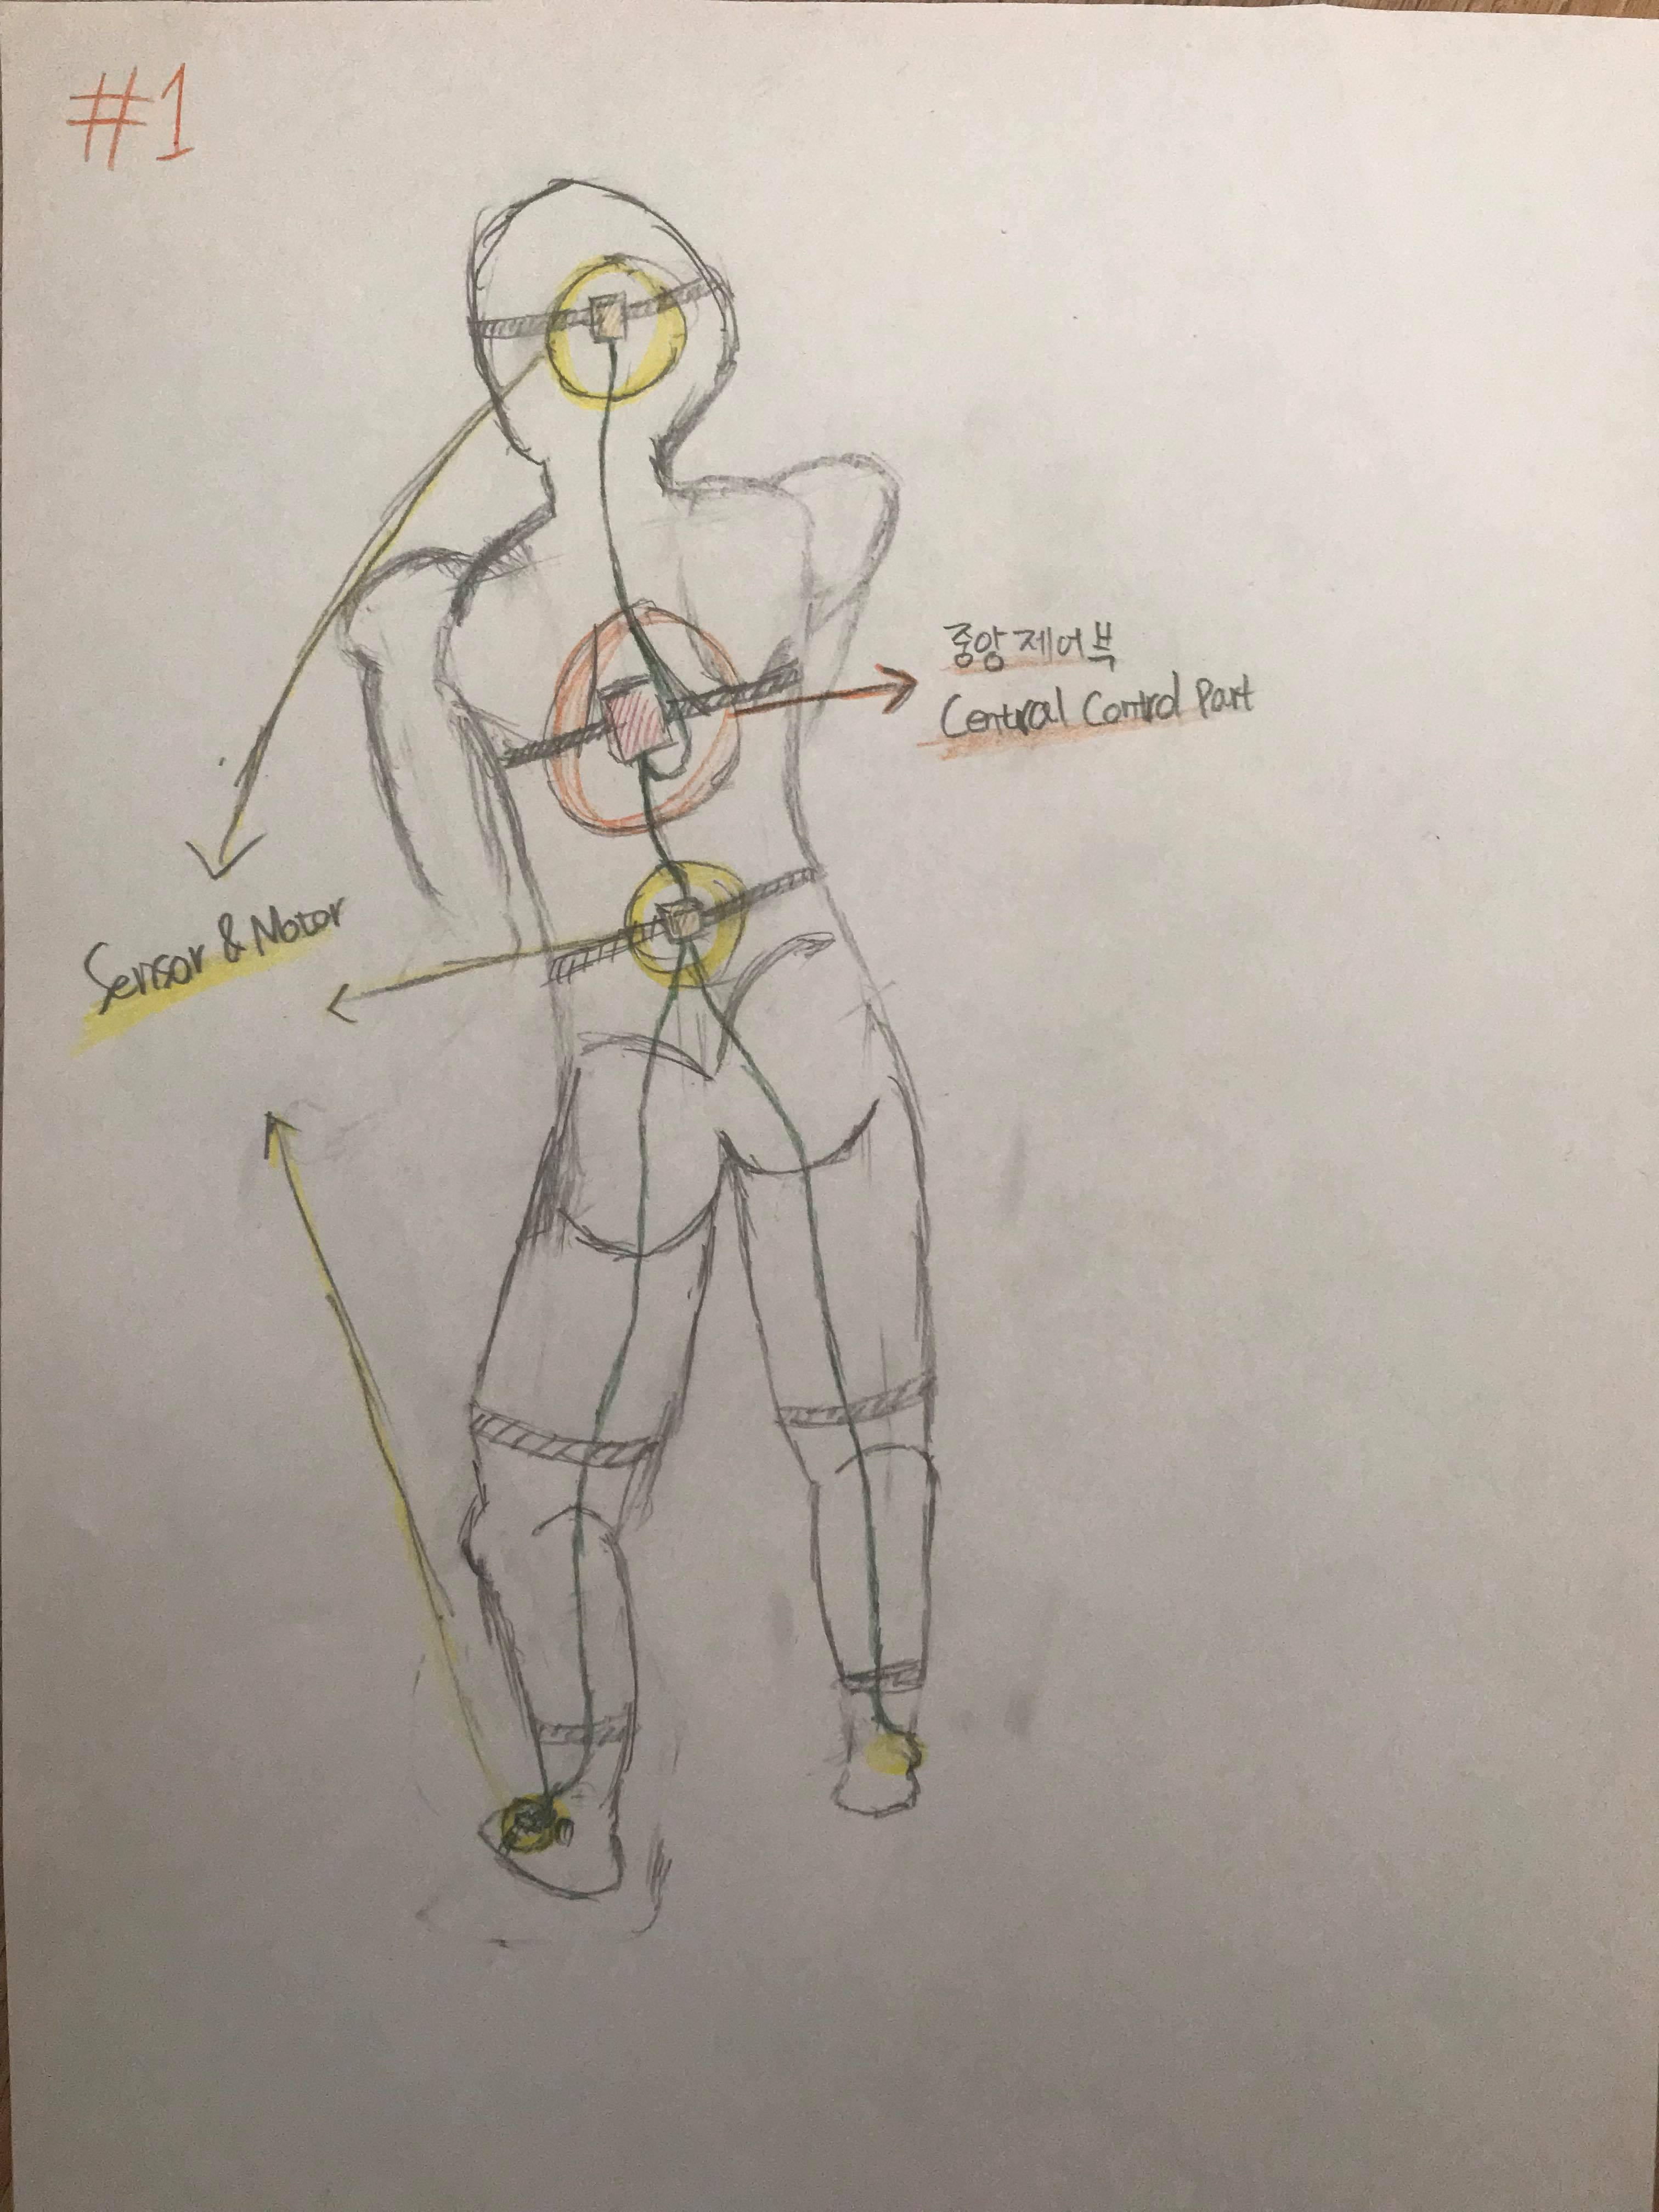 #1
중앙제어부
Central Control Part
Sensor & Motor